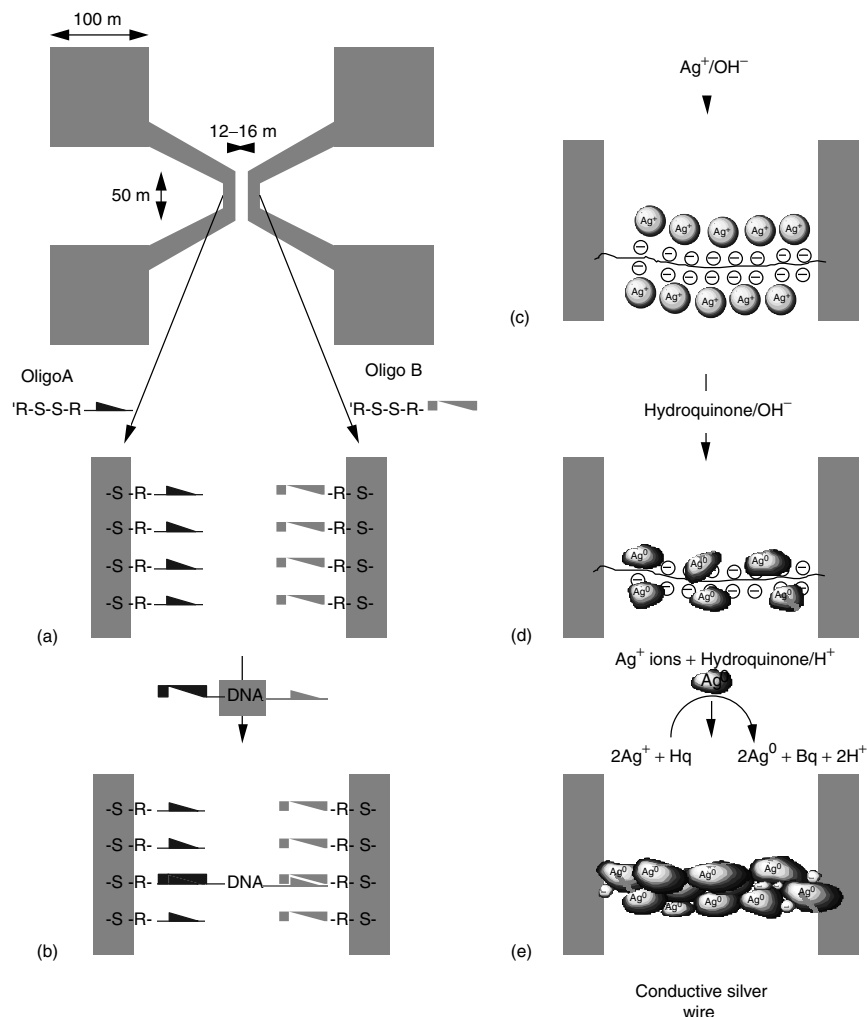 100 m
12–16 m
50 m
OligoA
'R-S-S-R
Oligo B
'R-S-S-R-
-S -R- -R- S-
-S -R- -R- S-
-S -R- -R- S-
-S -R- -R- S-
(a)
DNA
-S -R- -R- S-
-S -R- -R- S-
-S -R- DNA -R- S-
-S -R- -R- S-
(b)
Ag⁺/OH⁻
Ag⁺ Ag⁺ Ag⁺ Ag⁺ Ag⁺
− − − − − − −
− − − − − − −
Ag⁺ Ag⁺ Ag⁺ Ag⁺ Ag⁺
(c)
Hydroquinone/OH⁻
Ag⁰ Ag⁰ Ag⁰
Ag⁰ Ag⁰ Ag⁰
(d)
Ag⁺ ions + Hydroquinone/H⁺
Ag⁰
2Ag⁺ + Hq 2Ag⁰ + Bq + 2H⁺
Ag⁰ Ag⁰ Ag⁰ Ag⁰ Ag⁰
Ag⁰ Ag⁰ Ag⁰ Ag⁰
(e)
Conductive silver
wire